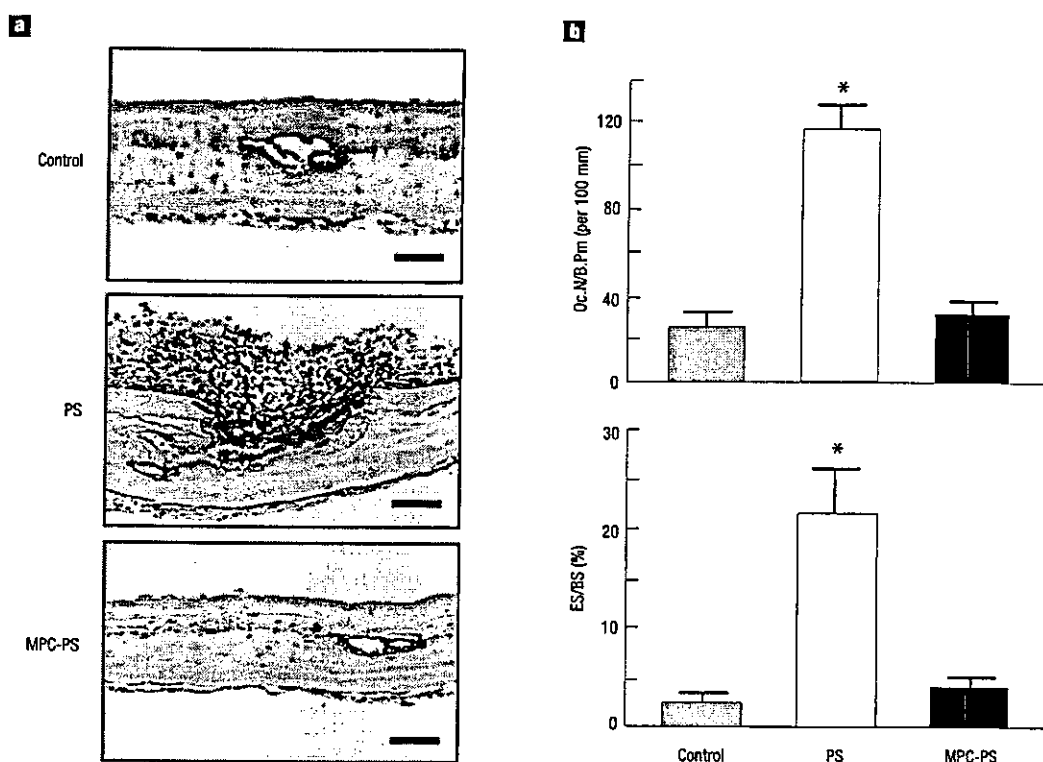 a
Control
PS
MPC-PS
b
Oc.N/B.Pm (per 100 mm)
120
80
40
0
*
ES/BS (%)
30
20
10
0
*
Control
PS
MPC-PS